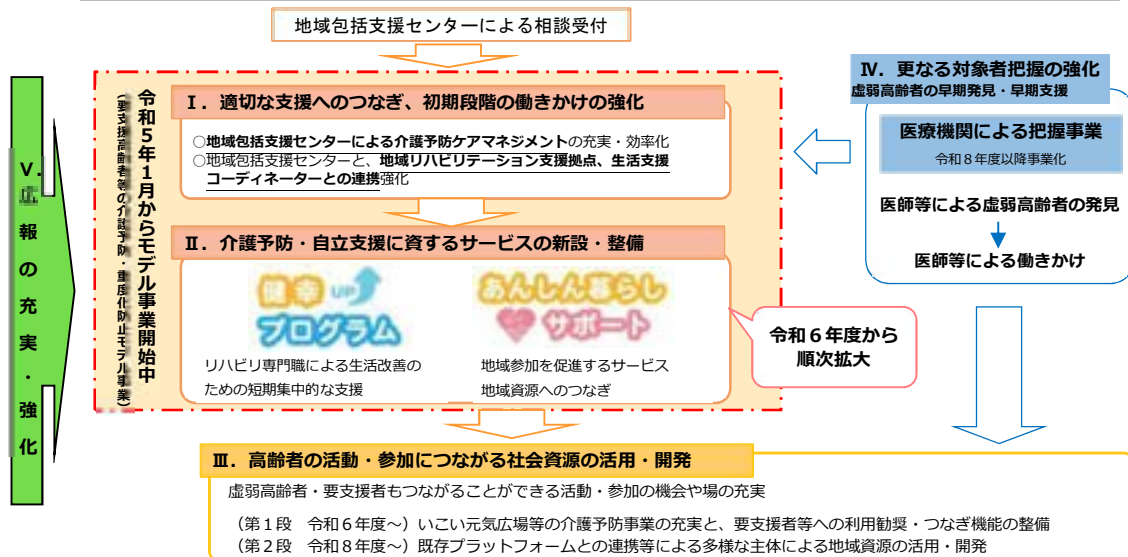 地域包括支援センターによる相談受付
Ⅴ.広報の充実・強化
令和5年1月からモデル事業開始中
(要支援高齢者等の介護予防・重度化防止モデル事業)
Ⅰ．適切な支援へのつなぎ、初期段階の働きかけの強化
○地域包括支援センターによる介護予防ケアマネジメントの充実・効率化
○地域包括支援センターと、地域リハビリテーション支援拠点、生活支援
コーディネーターとの連携強化
Ⅱ．介護予防・自立支援に資するサービスの新設・整備
健幸UP
プログラム
リハビリ専門職による生活改善の
ための短期集中的な支援
あんしん暮らし
サポート
地域参加を促進するサービス
地域資源へのつなぎ
令和６年度から
順次拡大
Ⅳ．更なる対象者把握の強化
虚弱高齢者の早期発見・早期支援
医療機関による把握事業
令和８年度以降事業化
医師等による虚弱高齢者の発見
医師等による働きかけ
Ⅲ．高齢者の活動・参加につながる社会資源の活用・開発
虚弱高齢者・要支援者もつながることができる活動・参加の機会や場の充実
（第１段　令和６年度～）いこい元気広場等の介護予防事業の充実と、要支援者等への利用勧奨・つなぎ機能の整備
（第２段　令和８年度～）既存プラットフォームとの連携等による多様な主体による地域資源の活用・開発